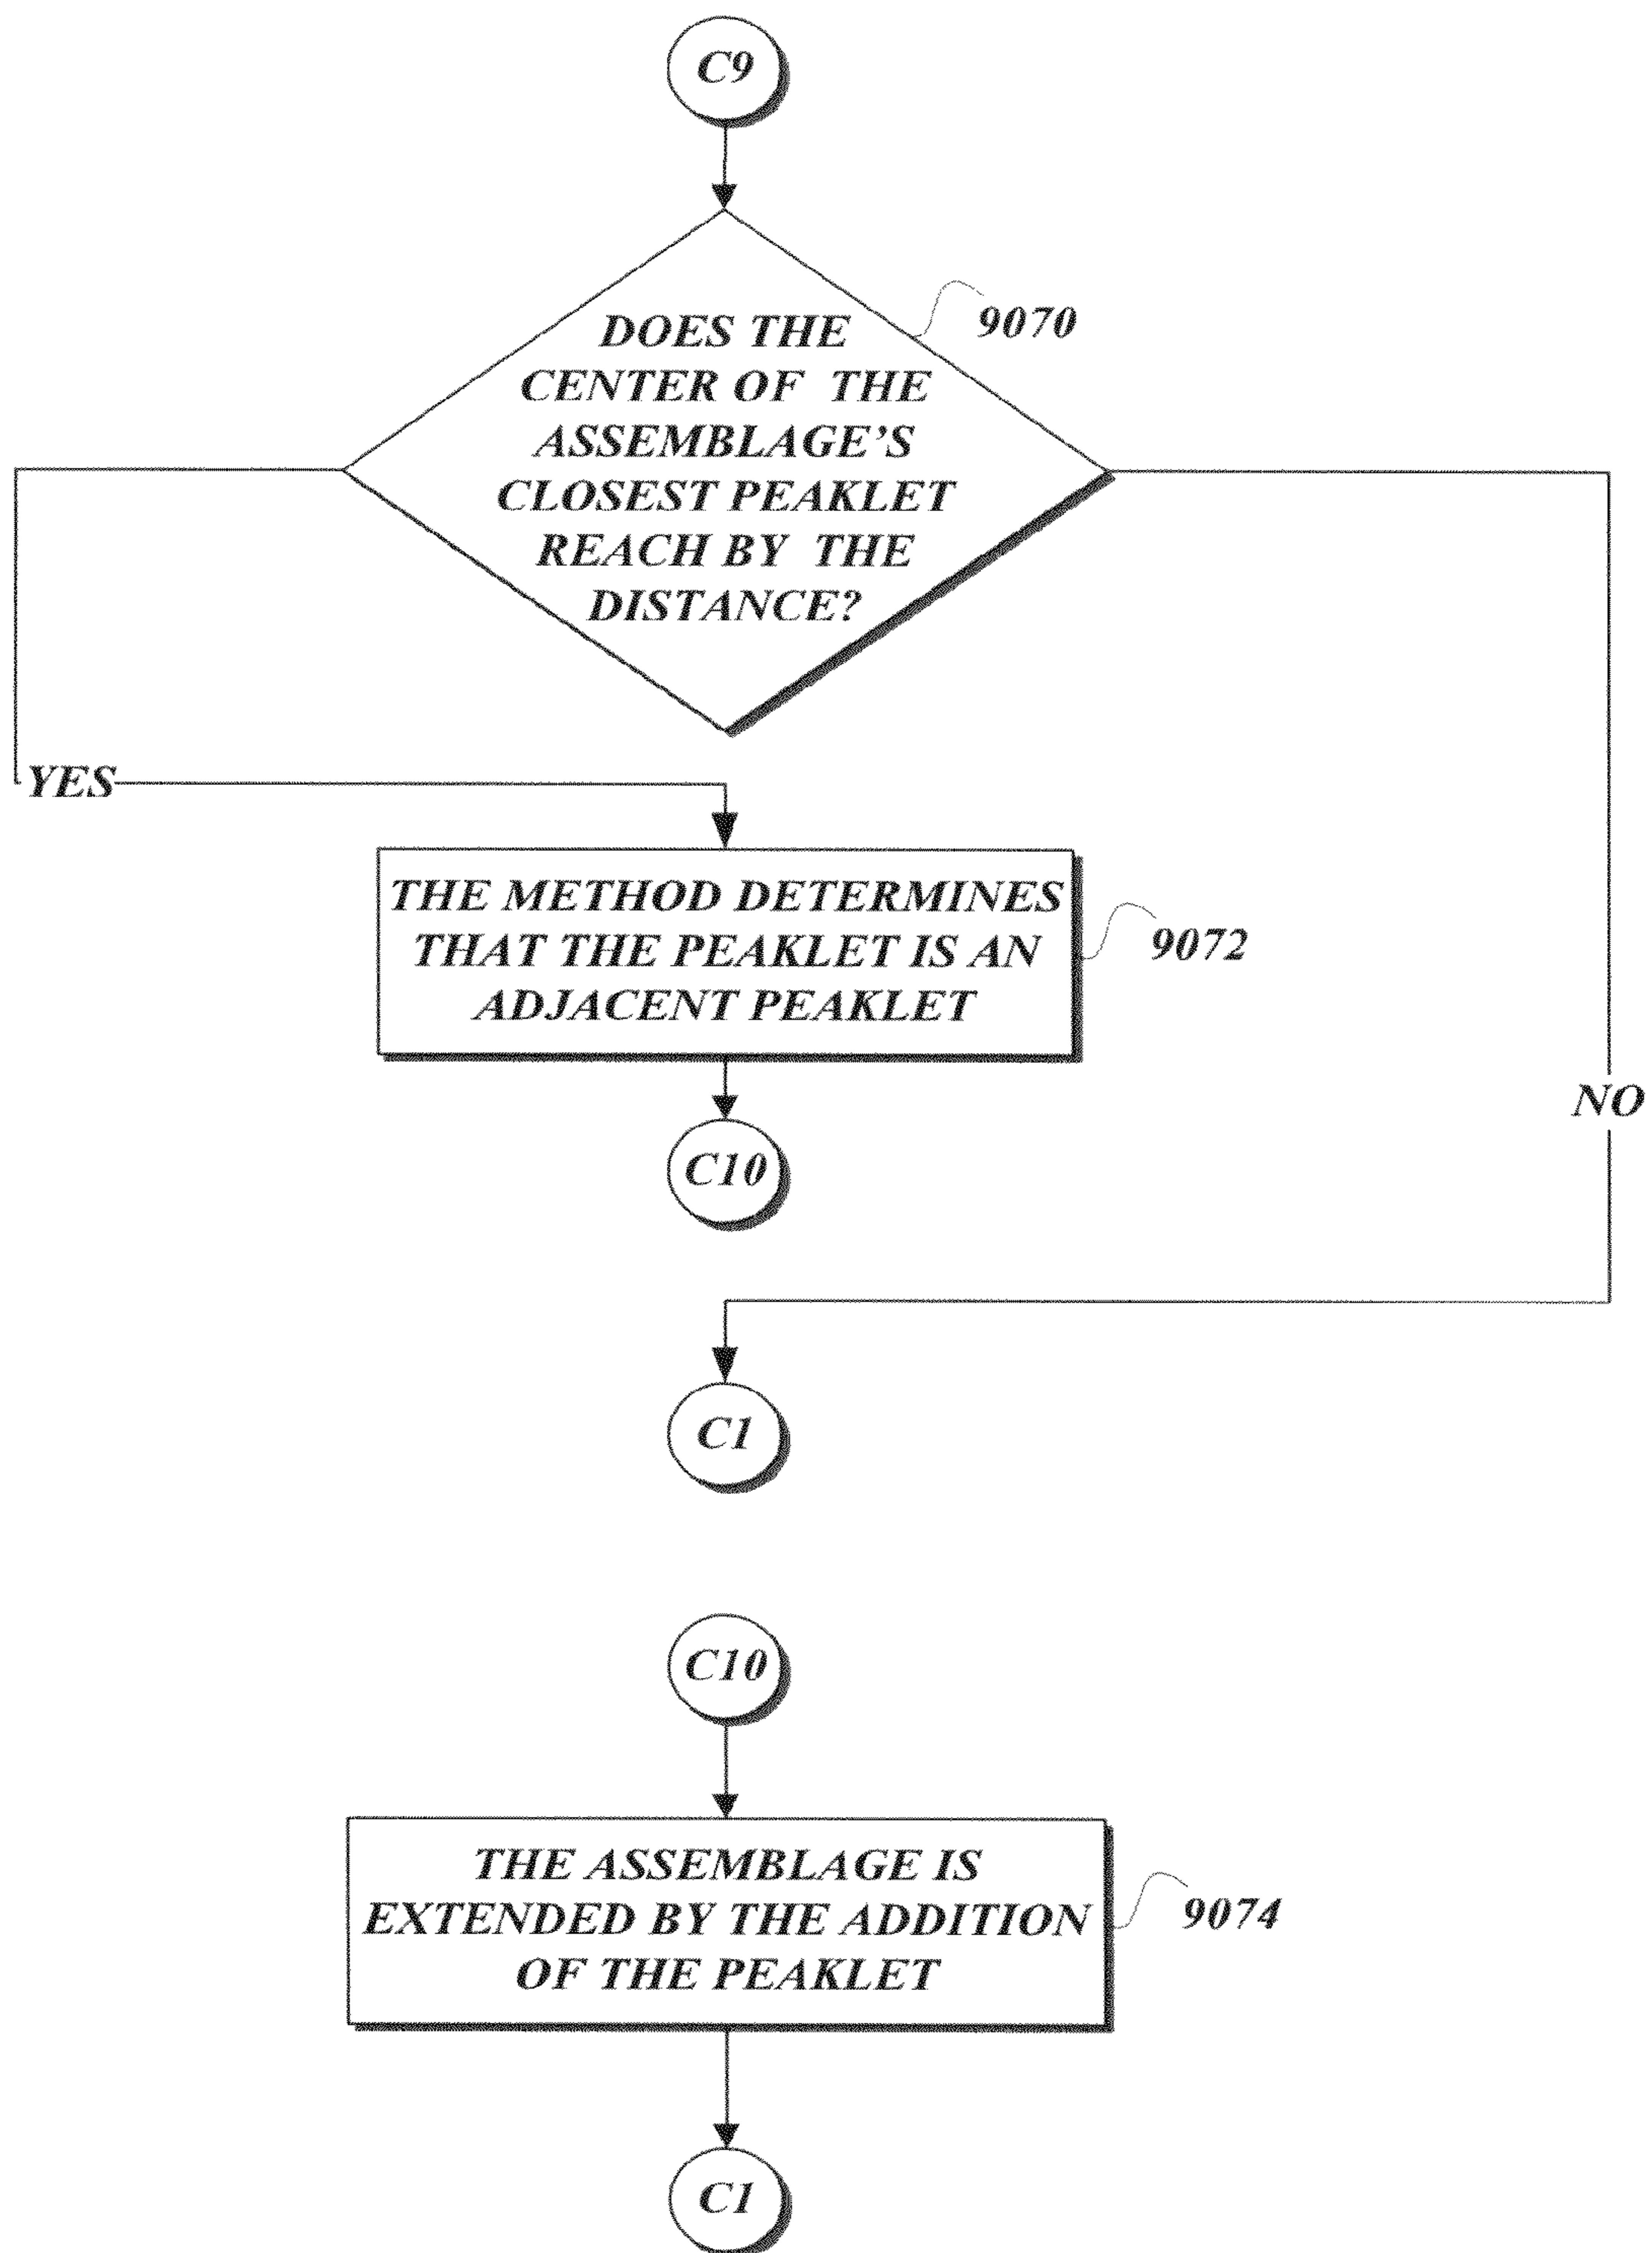 C9
9070
DOES THE
CENTER OF THE
ASSEMBLAGE'S
CLOSEST PEAKLET
REACH BY THE
DISTANCE?
YES
THE METHOD DETERMINES
THAT THE PEAKLET IS AN
ADJACENT PEAKLET
9072
NO
C10
C1
C10
THE ASSEMBLAGE IS
EXTENDED BY THE ADDITION
OF THE PEAKLET
9074
C1